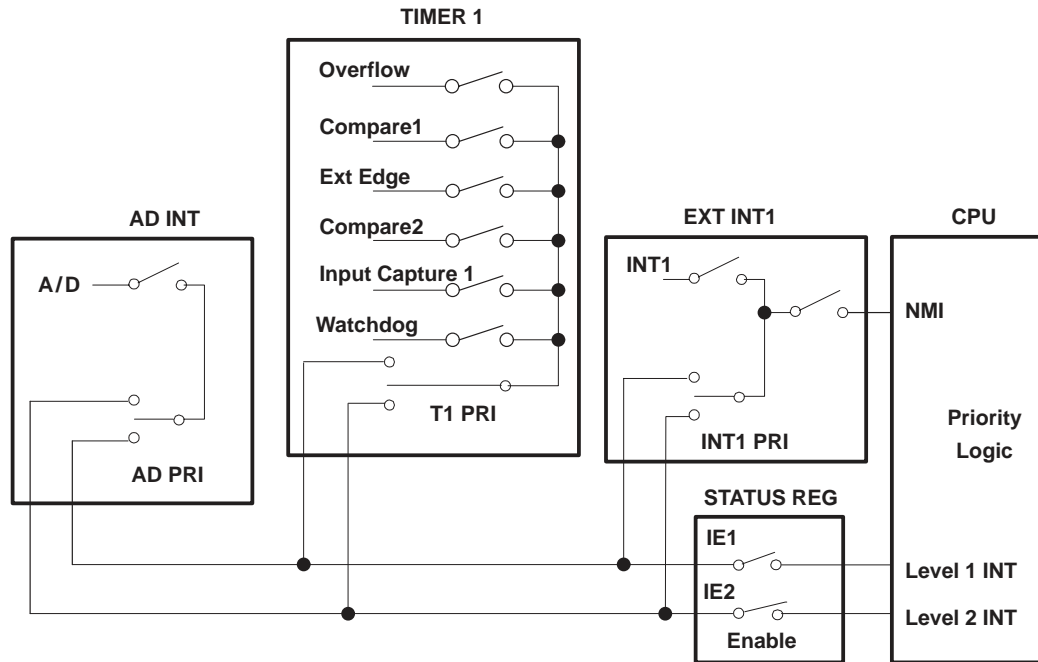 TIMER 1
Overflow
Compare1
Ext Edge
Compare2
Input Capture 1
Watchdog
T1 PRI
AD INT
A/D
AD PRI
EXT INT1
INT1
INT1 PRI
CPU
NMI
Priority
Logic
Level 1 INT
Level 2 INT
STATUS REG
IE1
IE2
Enable